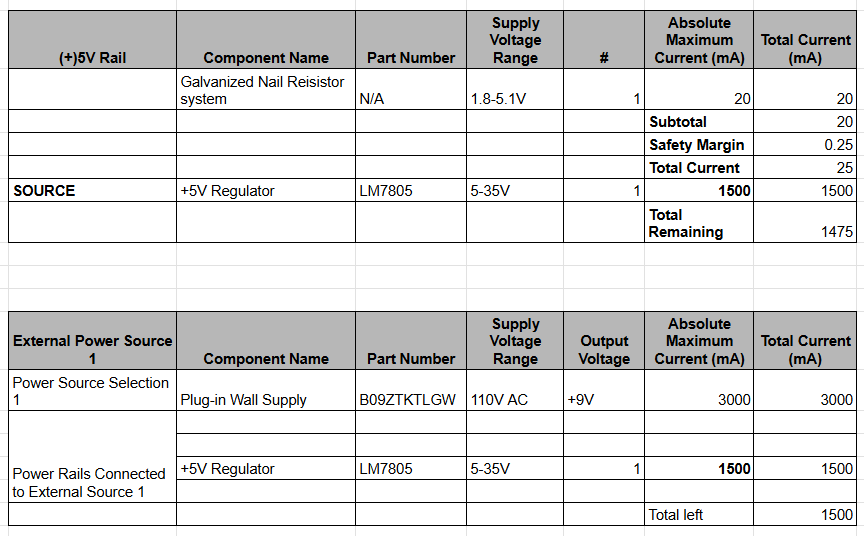 (+)5V Rail Component Name Part Number Supply Voltage Range # Absolute Maximum Current (mA) Total Current (mA)
Galvanized Nail Reisistor system N/A 1.8-5.1V 1 20 20
Subtotal 20
Safety Margin 0.25
Total Current 25
SOURCE +5V Regulator LM7805 5-35V 1 1500 1500
Total Remaining 1475
External Power Source 1 Component Name Part Number Supply Voltage Range Output Voltage Absolute Maximum Current (mA) Total Current (mA)
Power Source Selection 1 Plug-in Wall Supply B09ZTKTLGW 110V AC +9V 3000 3000
Power Rails Connected to External Source 1 +5V Regulator LM7805 5-35V 1 1500 1500
Total left 1500